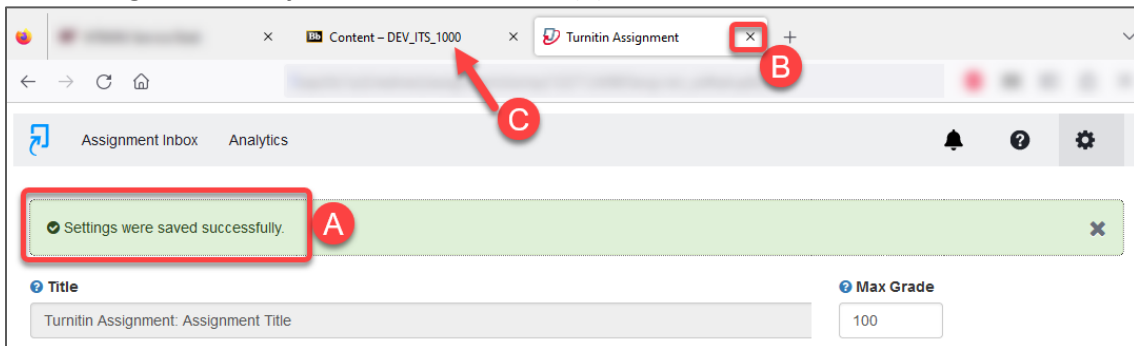 Content – DEV_ITS_1000
Turnitin Assignment
B
C
Assignment Inbox Analytics
Settings were saved successfully.
A
Title
Max Grade
Turnitin Assignment: Assignment Title
100